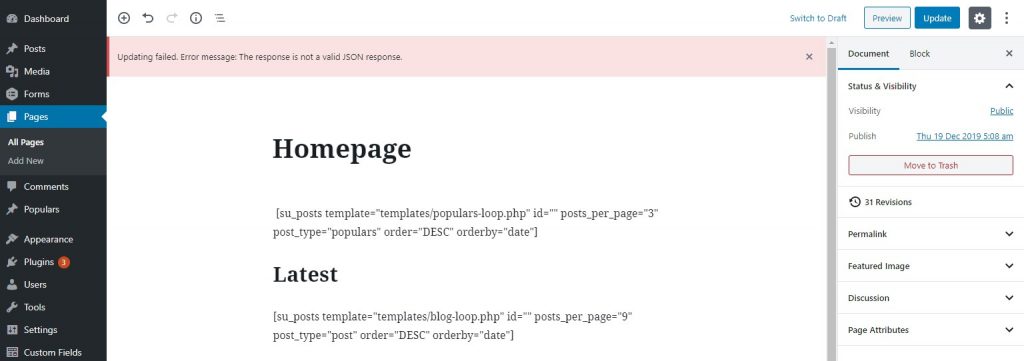 Dashboard
Posts
Media
Forms
Pages
All Pages
Add New
Comments
Populars
Appearance
Plugins 3
Users
Tools
Settings
Custom Fields
Switch to Draft Preview Update
Updating failed. Error message: The response is not a valid JSON response.
Homepage
[su_posts template="templates/populars-loop.php" id="" posts_per_page="3"
post_type="populars" order="DESC" orderby="date"]
Latest
[su_posts template="templates/blog-loop.php" id="" posts_per_page="9"
post_type="post" order="DESC" orderby="date"]
Document Block
Status & Visibility
Visibility Public
Publish Thu 19 Dec 2019 5:08 am
Move to Trash
31 Revisions
Permalink
Featured Image
Discussion
Page Attributes